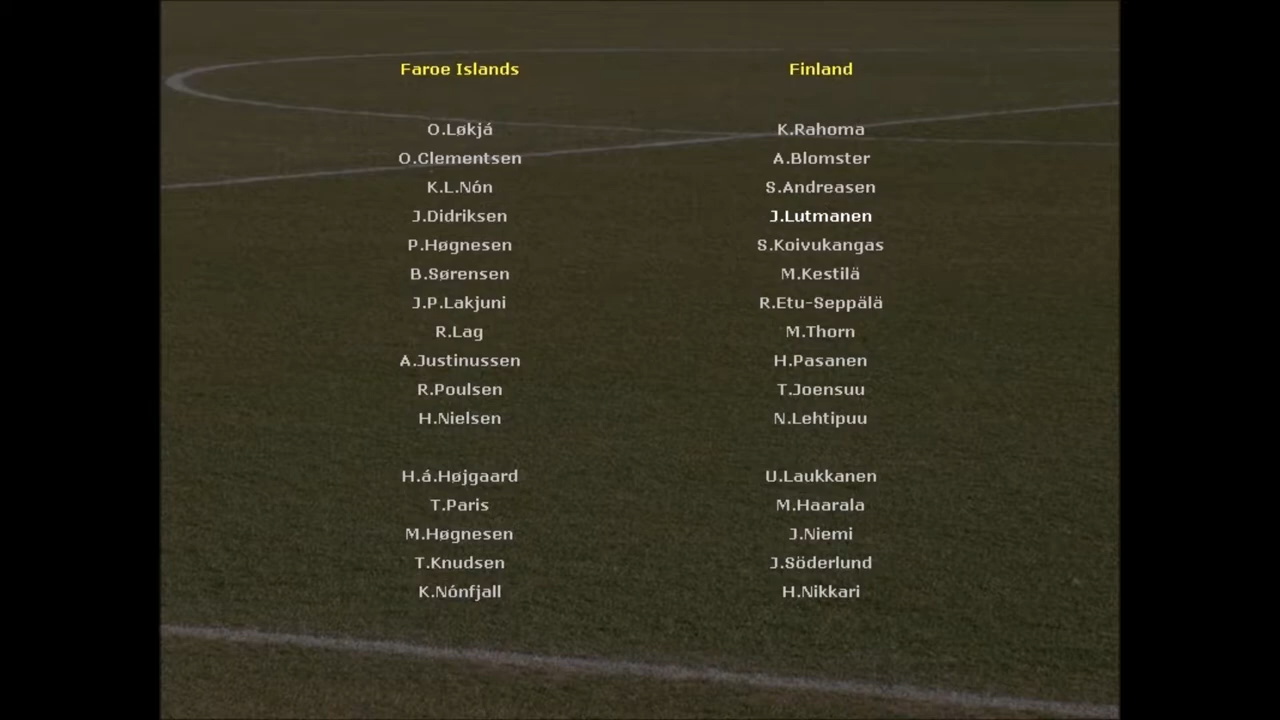 Faroe Islands Finland
O.Løkjá K.Rahoma
O.Clementsen A.Blomster
K.L.Nón S.Andreasen
J.Didriksen J.Lutmanen
P.Høgnesen S.Koivukangas
B.Sørensen M.Kestilä
J.P.Lakjuni R.Etu-Seppälä
R.Lag M.Thorn
A.Justinussen H.Pasanen
R.Poulsen T.Joensuu
H.Nielsen N.Lehtipuu
H.á.Højgaard U.Laukkanen
T.Paris M.Haarala
M.Høgnesen J.Niemi
T.Knudsen J.Söderlund
K.Nónfjall H.Nikkari